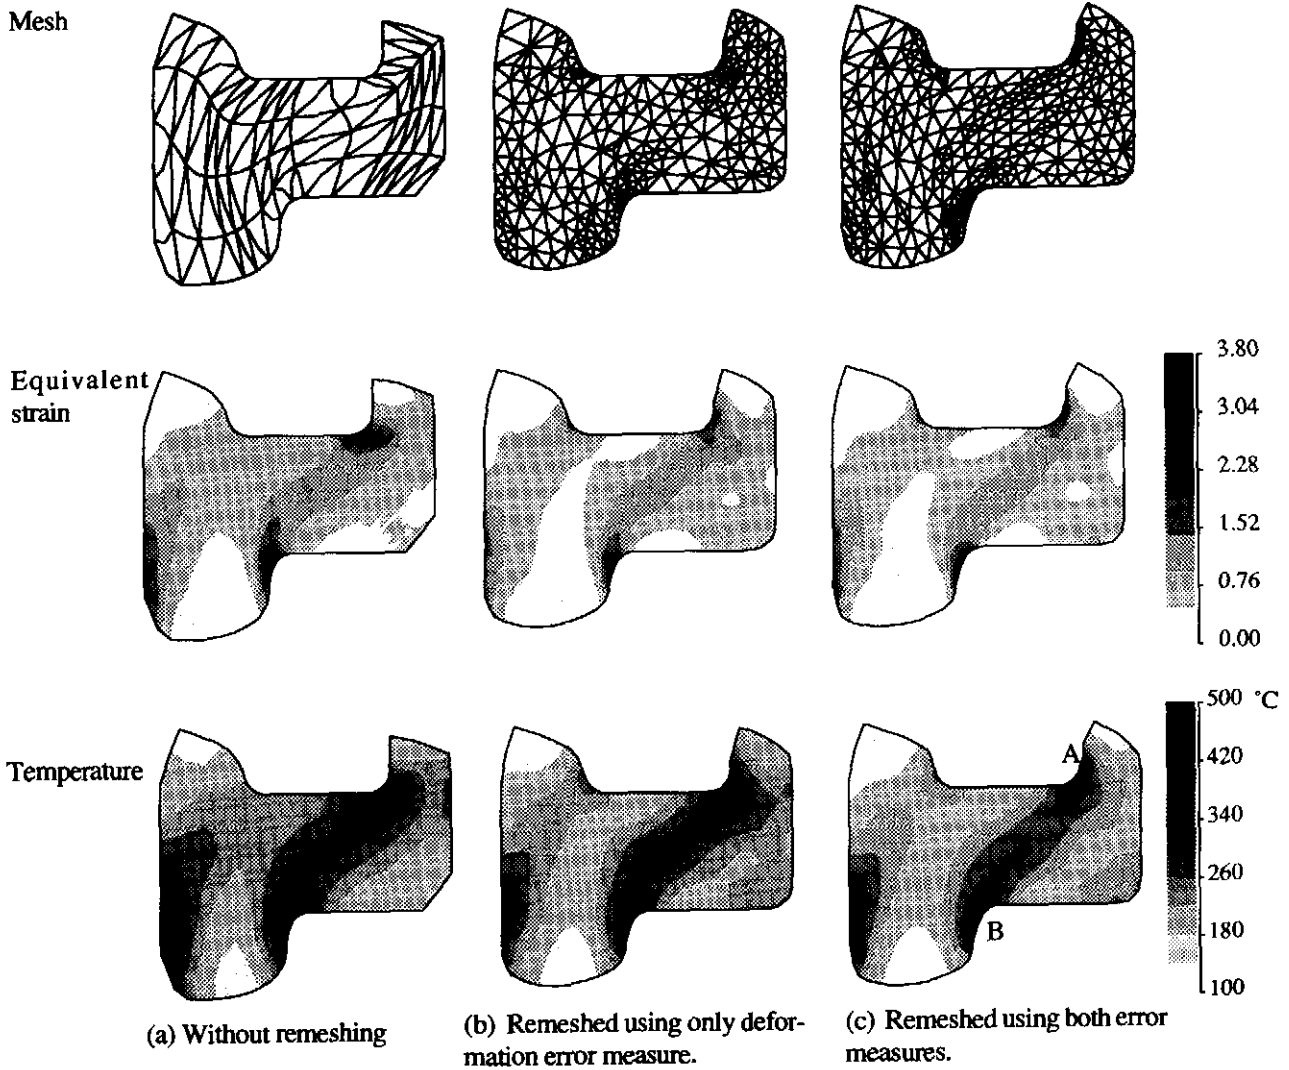 Mesh
Equivalent
strain
3.80
3.04
2.28
1.52
0.76
0.00
Temperature
A
B
500 °C
420
340
260
180
100
(a) Without remeshing
(b) Remeshed using only defor-
mation error measure.
(c) Remeshed using both error
measures.